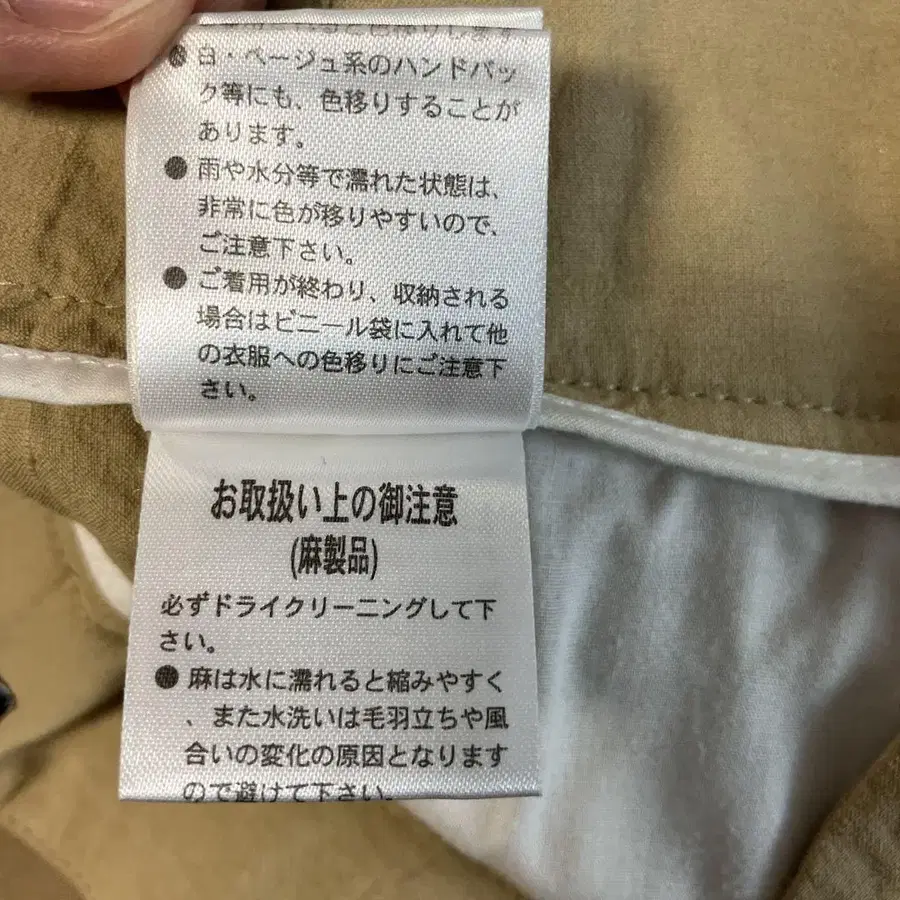 ● 白・ベージュ系のハンドバッ
ク等にも、色移りすることが
あります。
● 雨や水分等で濡れた状態は、
非常に色が移りやすいので、
ご注意下さい。
● ご着用が終わり、収納される
場合はビニール袋に入れて他
の衣服への色移りにご注意下
さい。
お取扱い上の御注意
(麻製品)
必ずドライクリーニングして下
さい。
● 麻は水に濡れると縮みやすく
、また水洗いは毛羽立ちや風
合いの変化の原因となります
ので避けて下さい。